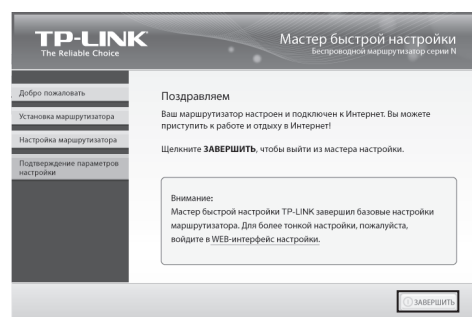 TP-LINK
The Reliable Choice
Мастер быстрой настройки
Беспроводной маршрутизатор серии N
Добро пожаловать
Установка маршрутизатора
Настройка маршрутизатора
Подтверждение параметров
настройки
Поздравляем
Ваш маршрутизатор настроен и подключен к Интернет. Вы можете
приступить к работе и отдыху в Интернет!
Щелкните ЗАВЕРШИТЬ, чтобы выйти из мастера настройки.
Внимание:
Мастер быстрой настройки TP-LINK завершил базовые настройки
маршрутизатора. Для более тонкой настройки, пожалуйста,
войдите в WEB-интерфейс настройки.
ЗАВЕРШИТЬ